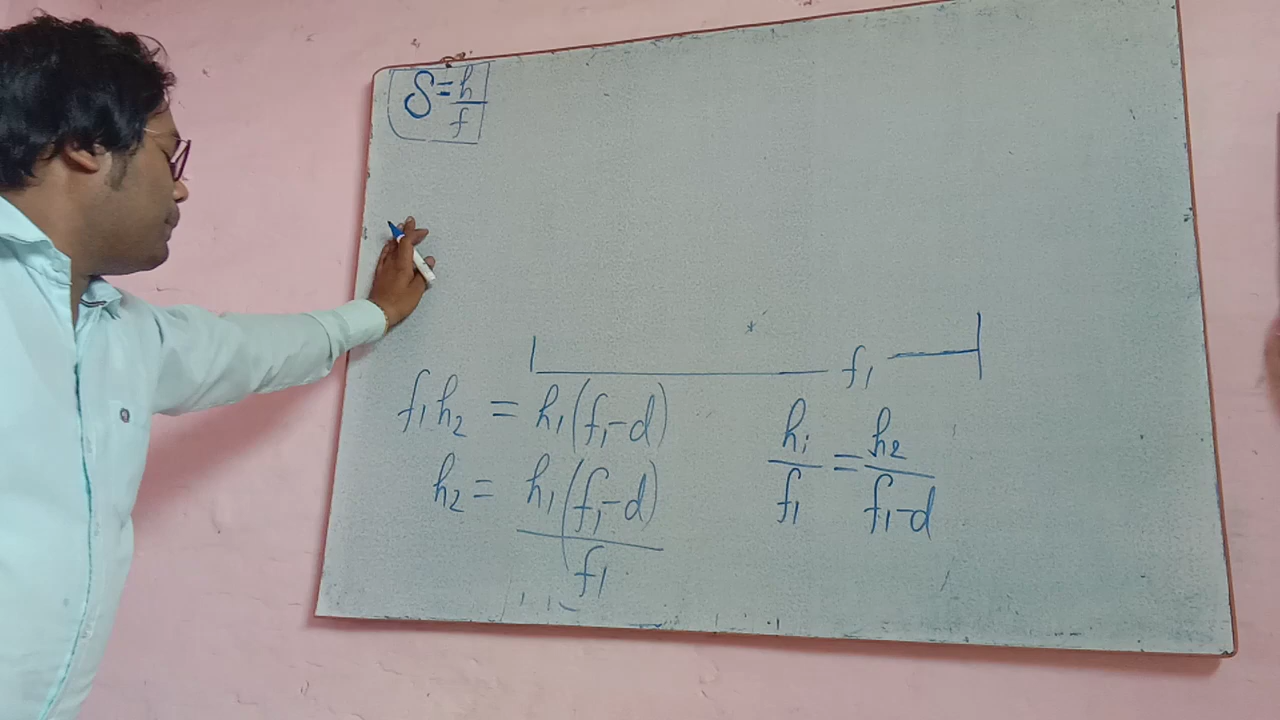 δ = h/f
f₁
f₁h₂ = h₁(f₁-d)
h₁/f₁ = h₂/f₁-d
h₂ = h₁(f₁-d)/f₁